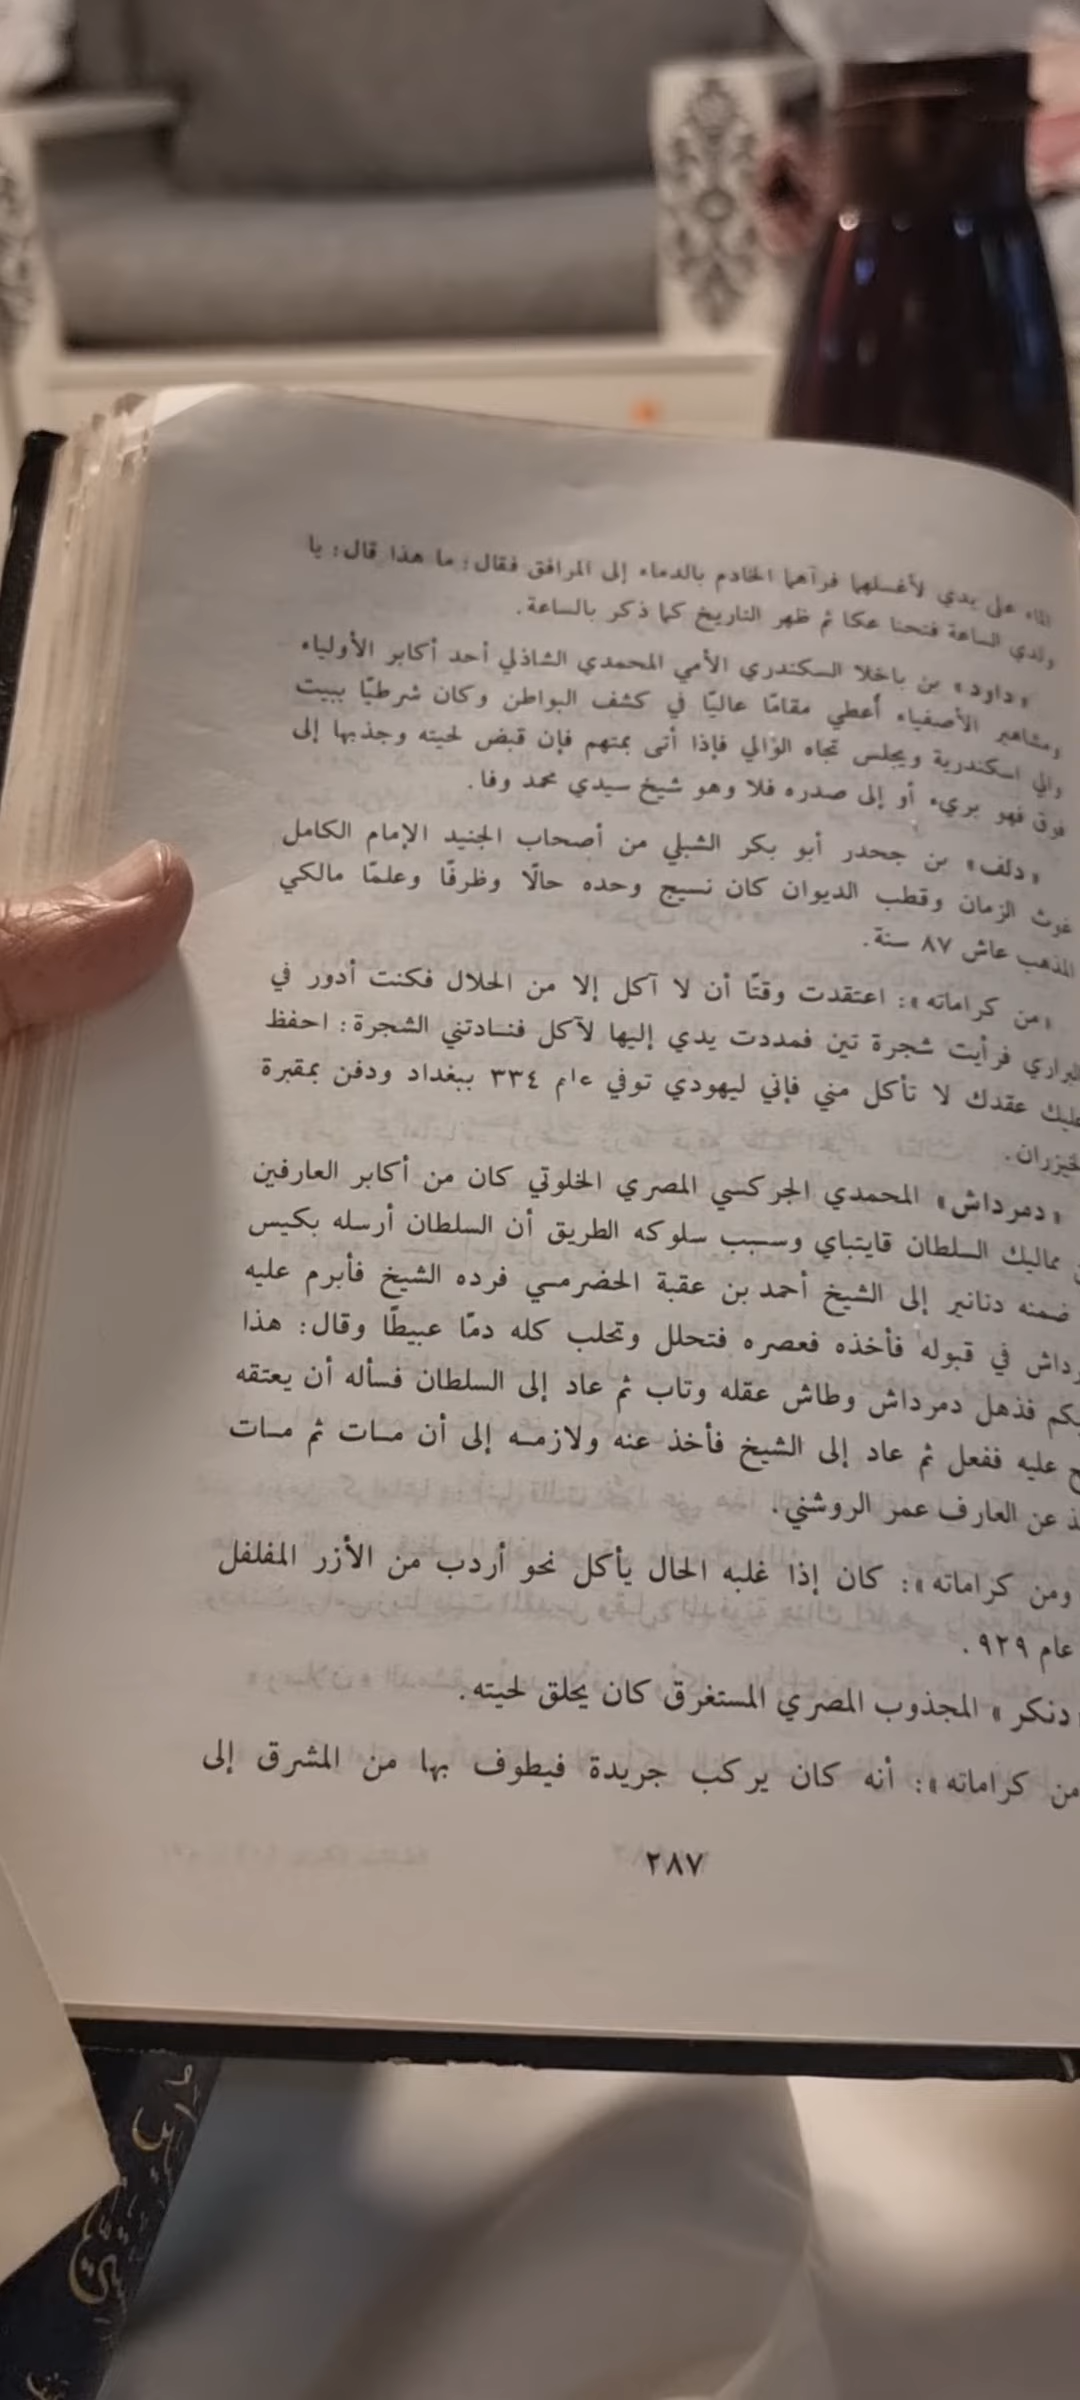 الماء على يدي لأغسلهما فرآهما الخادم بالدماء إلى المرافق فقال: ما هذا قال: يا
ولدي الساعة فتحنا عكا ثم ظهر التاريخ كما ذكر بالساعة.
«داود» بن باخلا السكندري الأمي المحمدي الشاذلي أحد أكابر الأولياء
ومشاهير الأصفياء أُعطي مقامًا عاليًا في كشف البواطن وكان شرطيًا ببيت
والي اسكندرية ويجلس تجاه الوالي فإذا أتى بمتهم فإن قبض لحيته وجذبها إلى
فوق فهو بريء أو إلى صدره فلا وهو شيخ سيدي محمد وفا.
«دلف» بن جحدر أبو بكر الشبلي من أصحاب الجنيد الإمام الكامل
غوث الزمان وقطب الديوان كان نسيج وحده حالًا وظرفًا وعلمًا مالكي
المذهب عاش ٨٧ سنة.
«من كراماته»: اعتقدت وقتًا أن لا آكل إلا من الحلال فكنت أدور في
البراري فرأيت شجرة تين فمددت يدي إليها لآكل فنادتني الشجرة: احفظ
عليك عقدك لا تأكل مني فإني ليهودي توفي عام ٣٣٤ ببغداد ودفن بمقبرة
الخيزران.
«دمرداش» المحمدي الجركسي المصري الخلوتي كان من أكابر العارفين
مماليك السلطان قايتباي وسبب سلوكه الطريق أن السلطان أرسله بكيس
ضمنه دنانير إلى الشيخ أحمد بن عقبة الحضرمي فرده الشيخ فأبرم عليه
داش في قبوله فأخذه فعصره فتحلل وتحلب كله دمًا عبيطًا وقال: هذا
كم فذهل دمرداش وطاش عقله وتاب ثم عاد إلى السلطان فسأله أن يعتقه
ح عليه ففعل ثم عاد إلى الشيخ فأخذ عنه ولازمه إلى أن مات ثم مات
ذ عن العارف عمر الروشني.
ومن كراماته»: كان إذا غلبه الحال يأكل نحو أردب من الأزر المفلفل
عام ٩٢٩.
دنكر» المجذوب المصري المستغرق كان يحلق لحيته.
من كراماته»: أنه كان يركب جريدة فيطوف بها من المشرق إلى
٢٨٧